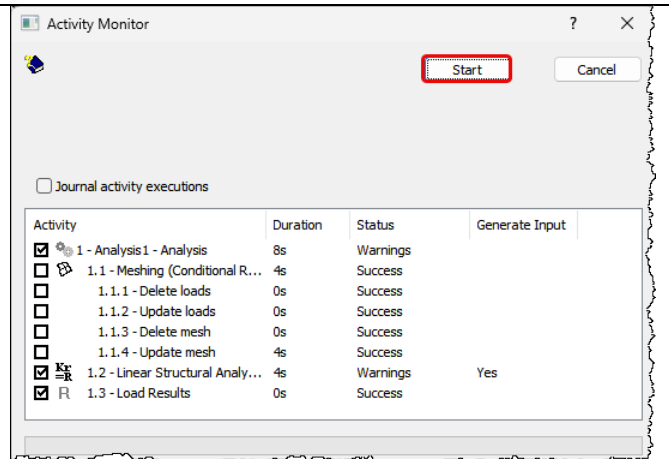 Activity Monitor ?
Start Cancel
Journal activity executions
Activity Duration Status Generate Input
1 - Analysis1 - Analysis 8s Warnings
1.1 - Meshing (Conditional R... 4s Success
1.1.1 - Delete loads 0s Success
1.1.2 - Update loads 0s Success
1.1.3 - Delete mesh 0s Success
1.1.4 - Update mesh 4s Success
Kr=R 1.2 - Linear Structural Analy... 4s Warnings Yes
R 1.3 - Load Results 0s Success